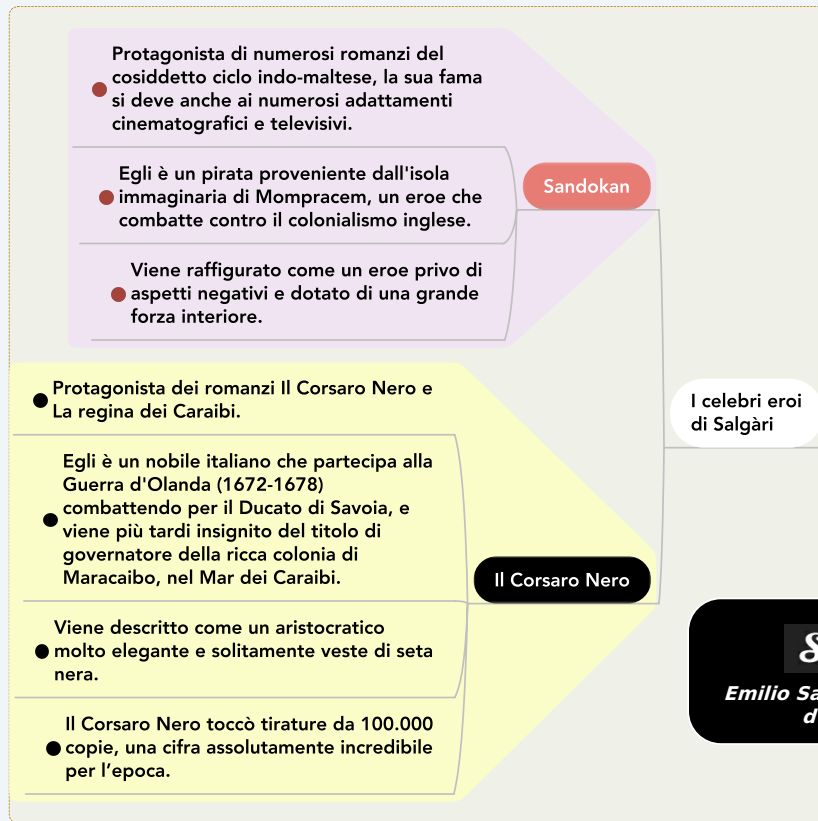 Protagonista di numerosi romanzi del
cosiddetto ciclo indo-maltese, la sua fama
si deve anche ai numerosi adattamenti
cinematografici e televisivi.
Egli è un pirata proveniente dall'isola
immaginaria di Mompracem, un eroe che
combatte contro il colonialismo inglese.
Viene raffigurato come un eroe privo di
aspetti negativi e dotato di una grande
forza interiore.
Sandokan
Protagonista dei romanzi Il Corsaro Nero e
La regina dei Caraibi.
Egli è un nobile italiano che partecipa alla
Guerra d'Olanda (1672-1678)
combattendo per il Ducato di Savoia, e
viene più tardi insignito del titolo di
governatore della ricca colonia di
Maracaibo, nel Mar dei Caraibi.
Viene descritto come un aristocratico
molto elegante e solitamente veste di seta
nera.
Il Corsaro Nero toccò tirature da 100.000
copie, una cifra assolutamente incredibile
per l’epoca.
Il Corsaro Nero
I celebri eroi
di Salgàri
S
Emilio Sa
d